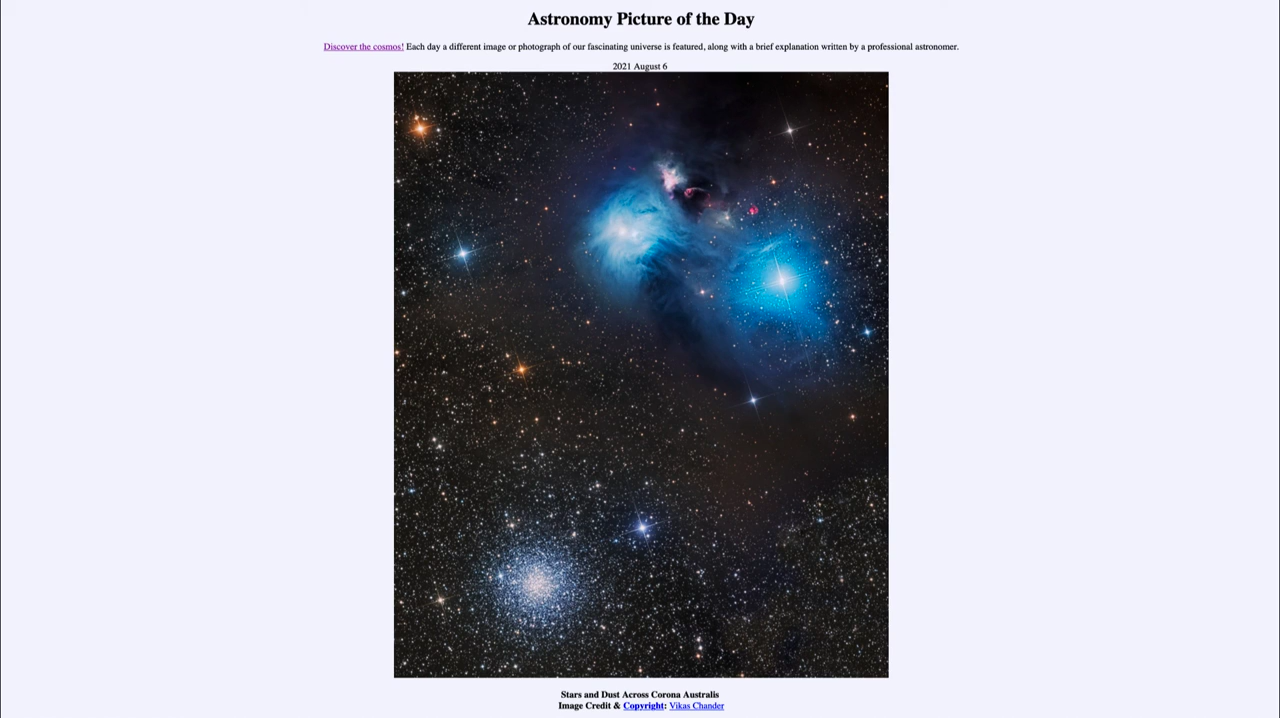 Astronomy Picture of the Day
Discover the cosmos! Each day a different image or photograph of our fascinating universe is featured, along with a brief explanation written by a professional astronomer.
2021 August 6
Stars and Dust Across Corona Australis
Image Credit & Copyright: Vikas Chander